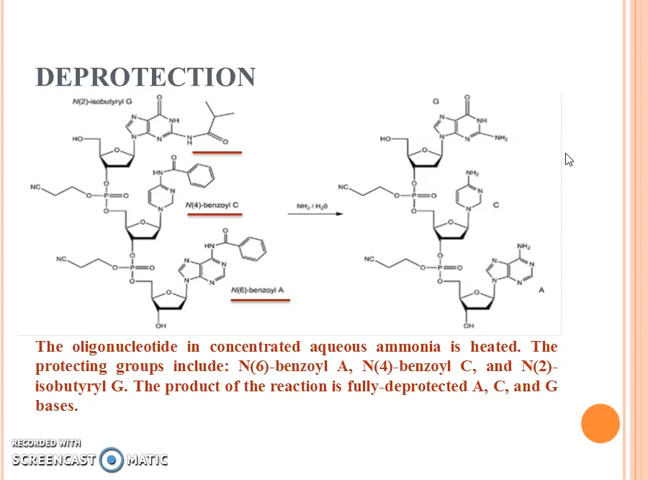 DEPROTECTION
N(2)-isobutyryl G
G
O
O
N
NH
N
NH
HO
N
N
N
H
O
HO
N
N
NH₂
O
O
O
HN
O
NH₂
NC
O
P
O
N
NC
O
P
O
N
O
N
O
N(4)-benzoyl C
NH₃ / H₂O
O
N
C
O
O
O
O
O
HN
NH₂
NC
O
P
O
N
N
NC
O
P
O
N
N
O
N
N
O
N
N
O
N(6)-benzoyl A
O
A
OH
OH
The oligonucleotide in concentrated aqueous ammonia is heated. The
protecting groups include: N(6)-benzoyl A, N(4)-benzoyl C, and N(2)-
isobutyryl G. The product of the reaction is fully-deprotected A, C, and G
bases.
RECORDED WITH
SCREENCAST MATIC